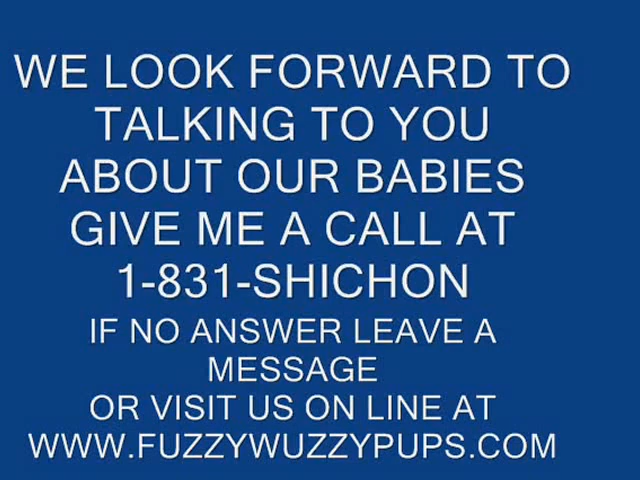 WE LOOK FORWARD TO
TALKING TO YOU
ABOUT OUR BABIES
GIVE ME A CALL AT
1-831-SHICHON
IF NO ANSWER LEAVE A
MESSAGE
OR VISIT US ON LINE AT
WWW.FUZZYWUZZYPUPS.COM